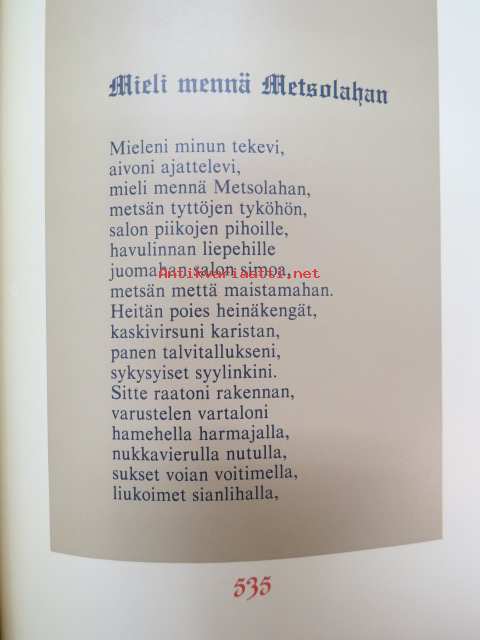 Mieli mennä Metsolahan
Mieleni minun tekevi,
aivoni ajattelevi,
mieli mennä Metsolahan,
metsän tyttöjen tyköhön,
salon piikojen pihoille,
havulinnan liepehille
juomahan salon simoa,
Antikvariaatti.net
metsän mettä maistamahan.
Heitän poies heinäkengät,
kaskivirsuni karistan,
panen talvitallukseni,
sykysyiset syylinkini.
Sitte raatoni rakennan,
varustelen vartaloni
hamehella harmajalla,
nukkavierulla nutulla,
sukset voian voitimella,
liukoimet sianlihalla,
535